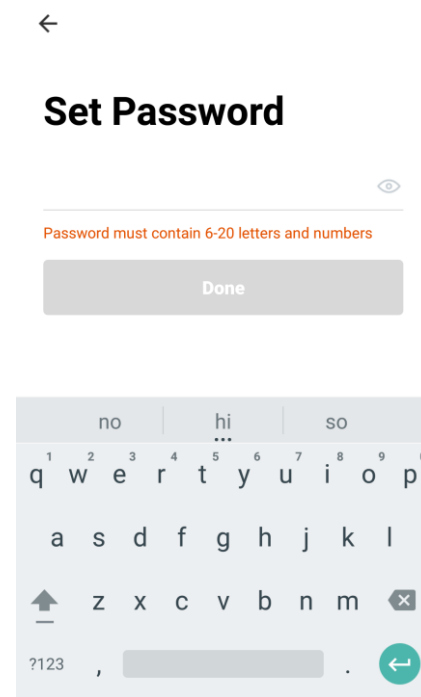 Set Password
Password must contain 6-20 letters and numbers
Done
no hi so
1 2 3 4 5 6 7 8 9
q w e r t y u i o p
a s d f g h j k l
z x c v b n m
?123 , .